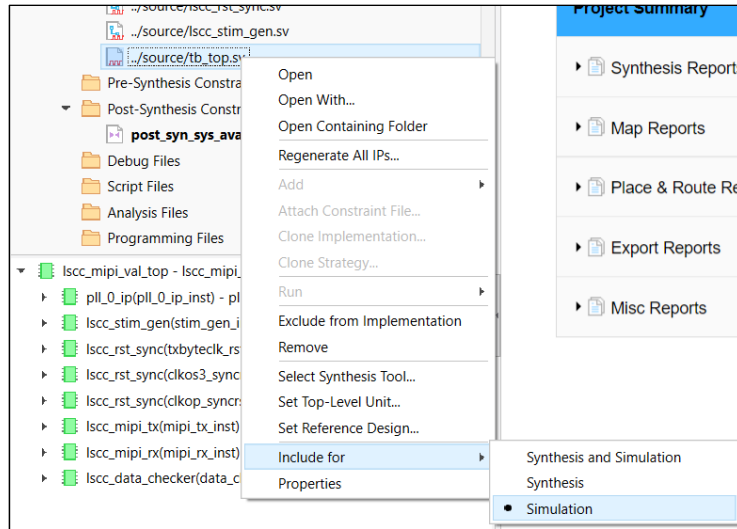 ../source/lscc_rst_sync.sv
../source/lscc_stim_gen.sv
../source/tb_top.sv
Pre-Synthesis Constra
Post-Synthesis Constr
post_syn_sys_ava
Debug Files
Script Files
Analysis Files
Programming Files
lscc_mipi_val_top - lscc_mipi_
pll_0_ip(pll_0_ip_inst) - pl
lscc_stim_gen(stim_gen_i
lscc_rst_sync(txbyteclk_rs
lscc_rst_sync(clkos3_sync
lscc_rst_sync(clkop_syncr
lscc_mipi_tx(mipi_tx_inst)
lscc_mipi_rx(mipi_rx_inst)
lscc_data_checker(data_c
Open
Open With...
Open Containing Folder
Regenerate All IPs...
Add
Attach Constraint File...
Clone Implementation...
Clone Strategy...
Run
Exclude from Implementation
Remove
Select Synthesis Tool...
Set Top-Level Unit...
Set Reference Design...
Include for
Properties
Synthesis and Simulation
Synthesis
Simulation
Project Summary
Synthesis Report
Map Reports
Place & Route Re
Export Reports
Misc Reports